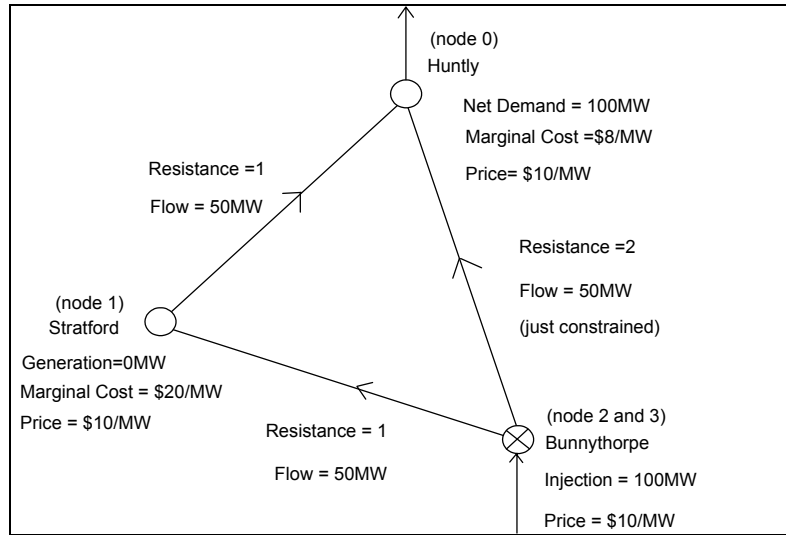 (node 0)
Huntly
Net Demand = 100MW
Marginal Cost =$8/MW
Price= $10/MW
Resistance =1
Flow = 50MW
Resistance =2
Flow = 50MW
(just constrained)
(node 1)
Stratford
Generation=0MW
Marginal Cost = $20/MW
Price = $10/MW
Resistance = 1
Flow = 50MW
(node 2 and 3)
Bunnythorpe
Injection = 100MW
Price = $10/MW